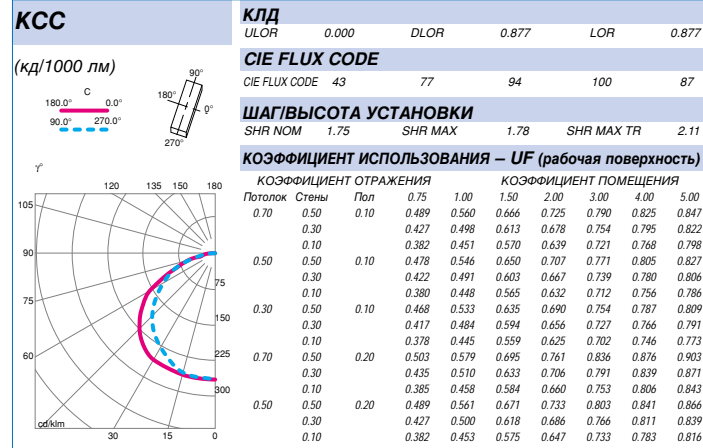 КСС
(кд/1000 лм)
90°
180°
0°
270°
C
180.0° 0.0°
90.0° 270.0°
γ°
120 135 150 180
105
90
75
60
75
150
225
300
cd/klm
30 15 0
КЛД
ULOR 0.000 DLOR 0.877 LOR 0.877
CIE FLUX CODE
CIE FLUX CODE 43 77 94 100 87
ШАГ/ВЫСОТА УСТАНОВКИ
SHR NOM 1.75 SHR MAX 1.78 SHR MAX TR 2.11
КОЭФФИЦИЕНТ ИСПОЛЬЗОВАНИЯ – UF (рабочая поверхность)
КОЭФФИЦИЕНТ ОТРАЖЕНИЯ КОЭФФИЦИЕНТ ПОМЕЩЕНИЯ
Потолок Стены Пол 0.75 1.00 1.50 2.00 3.00 4.00 5.00
0.70 0.50 0.10 0.489 0.560 0.666 0.725 0.790 0.825 0.847
0.30 0.427 0.498 0.613 0.678 0.754 0.795 0.822
0.10 0.382 0.451 0.570 0.639 0.721 0.768 0.798
0.50 0.50 0.10 0.478 0.546 0.650 0.707 0.771 0.805 0.827
0.30 0.422 0.491 0.603 0.667 0.739 0.780 0.806
0.10 0.380 0.448 0.565 0.632 0.712 0.756 0.786
0.30 0.50 0.10 0.468 0.533 0.635 0.690 0.754 0.787 0.809
0.30 0.417 0.484 0.594 0.656 0.727 0.766 0.791
0.10 0.378 0.445 0.559 0.625 0.702 0.746 0.773
0.70 0.50 0.20 0.503 0.579 0.695 0.761 0.836 0.876 0.903
0.30 0.435 0.510 0.633 0.706 0.791 0.839 0.871
0.10 0.385 0.458 0.584 0.660 0.753 0.806 0.843
0.50 0.50 0.20 0.489 0.561 0.671 0.733 0.803 0.841 0.866
0.30 0.427 0.500 0.618 0.686 0.766 0.811 0.839
0.10 0.382 0.453 0.575 0.647 0.733 0.783 0.816